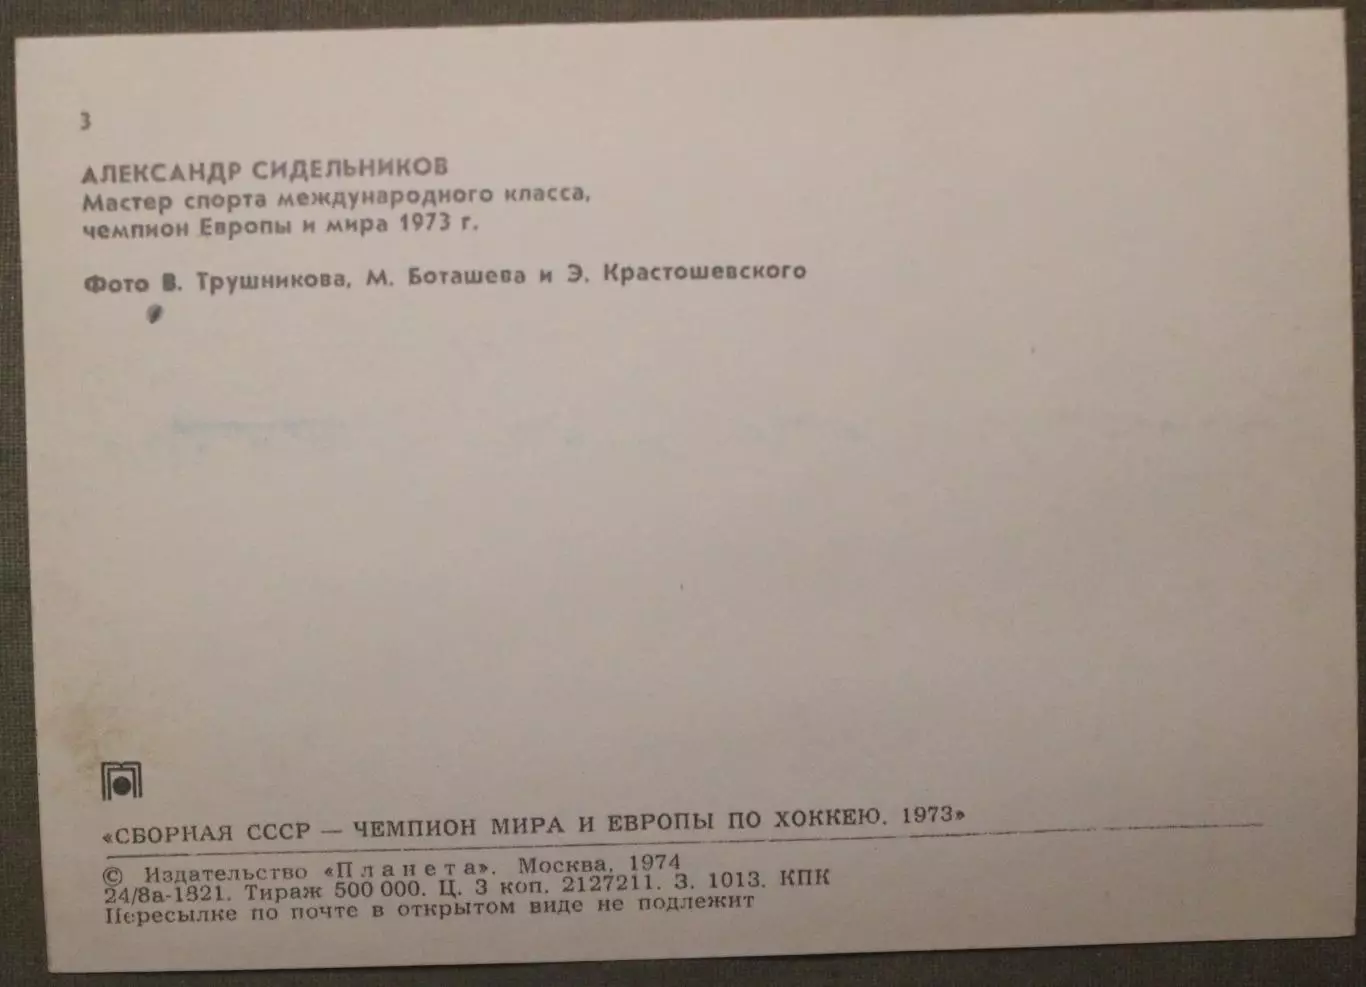 3
АЛЕКСАНДР СИДЕЛЬНИКОВ
Мастер спорта международного класса,
чемпион Европы и мира 1973 г.
Фото В. Трушникова, М. Боташева и Э. Крастошевского
«СБОРНАЯ СССР — ЧЕМПИОН МИРА И ЕВРОПЫ ПО ХОККЕЮ. 1973»
© Издательство «Планета». Москва, 1974
24/8а-1821. Тираж 500 000. Ц. 3 коп. 2127211. З. 1013. КПК
Пересылке по почте в открытом виде не подлежит